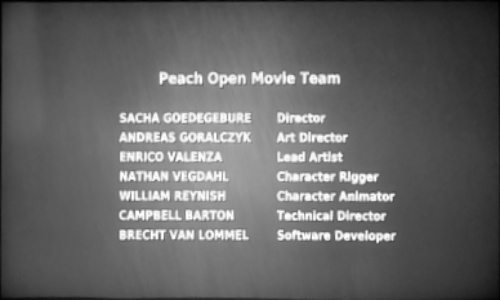 Peach Open Movie Team
SACHA GOEDEGEBURE Director
ANDREAS GORALCZYK Art Director
ENRICO VALENZA Lead Artist
NATHAN VEGDAHL Character Rigger
WILLIAM REYNISH Character Animator
CAMPBELL BARTON Technical Director
BRECHT VAN LOMMEL Software Developer